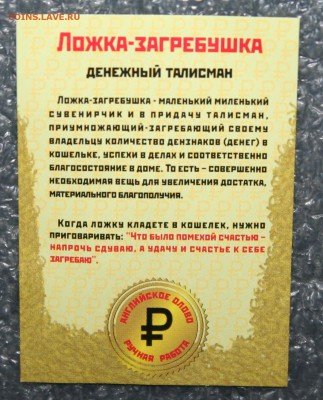 COINS.LAVE.RU
ЛОЖКА-ЗАГРЕБУШКА
ДЕНЕЖНЫЙ ТАЛИСМАН
ЛОЖКА-ЗАГРЕБУШКА - МАЛЕНЬКИЙ МИЛЕНЬКИЙ
СУВЕНИРЧИК И В ПРИДАЧУ ТАЛИСМАН,
ПРИУМНОЖАЮЩИЙ-ЗАГРЕБАЮЩИЙ СВОЕМУ
ВЛАДЕЛЬЦУ КОЛИЧЕСТВО ДЕНЗНАКОВ (ДЕНЕГ) В
КОШЕЛЬКЕ, УСПЕХИ В ДЕЛАХ И СООТВЕТСТВЕННО
БЛАГОСОСТОЯНИЕ В ДОМЕ. ТО ЕСТЬ - СОВЕРШЕННО
НЕОБХОДИМАЯ ВЕЩЬ ДЛЯ УВЕЛИЧЕНИЯ ДОСТАТКА,
МАТЕРИАЛЬНОГО БЛАГОПОЛУЧИЯ.
КОГДА ЛОЖКУ КЛАДЕТЕ В КОШЕЛЕК, НУЖНО
ПРИГОВАРИВАТЬ: "ЧТО БЫЛО ПОМЕХОЙ СЧАСТЬЮ -
НАПРОЧЬ СДУВАЮ, А УДАЧУ И СЧАСТЬЕ К СЕБЕ
ЗАГРЕБАЮ".
АНГЛИЙСКОЕ ОЛОВО
₽
РУЧНАЯ РАБОТА